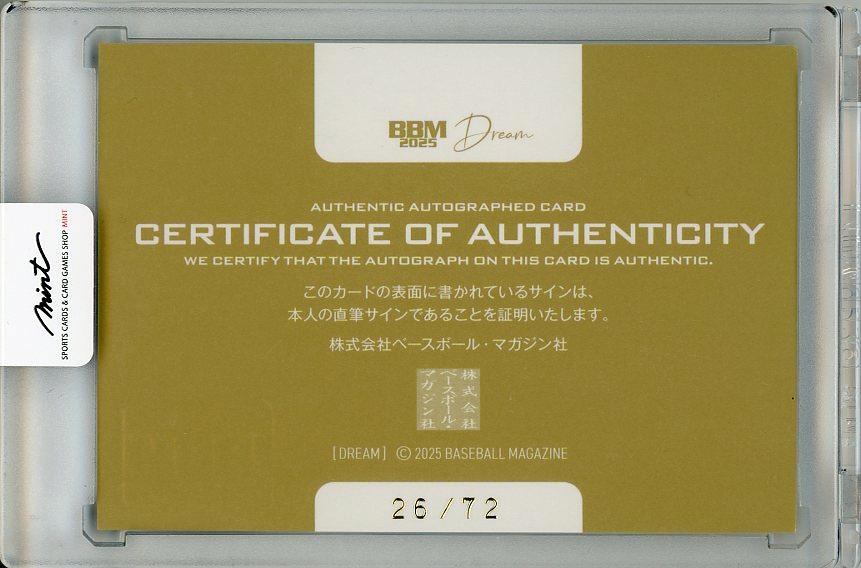 BBM Dream
2025
AUTHENTIC AUTOGRAPHED CARD
CERTIFICATE OF AUTHENTICITY
WE CERTIFY THAT THE AUTOGRAPH ON THIS CARD IS AUTHENTIC.
このカードの表面に書かれているサインは、
本人の直筆サインであることを証明いたします。
株式会社ベースボール・マガジン社
株式会社
ベースボール・
マガジン社
[DREAM] © 2025 BASEBALL MAGAZINE
26/72
mint
SPORTS CARDS & CARD GAMES SHOP MINT